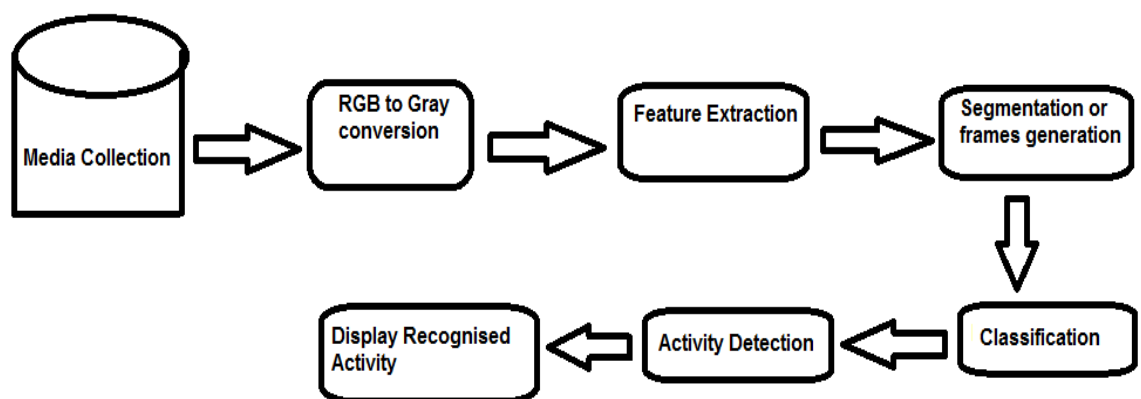 Media Collection
RGB to Gray
conversion
Feature Extraction
Segmentation or
frames generation
Classification
Activity Detection
Display Recognised
Activity